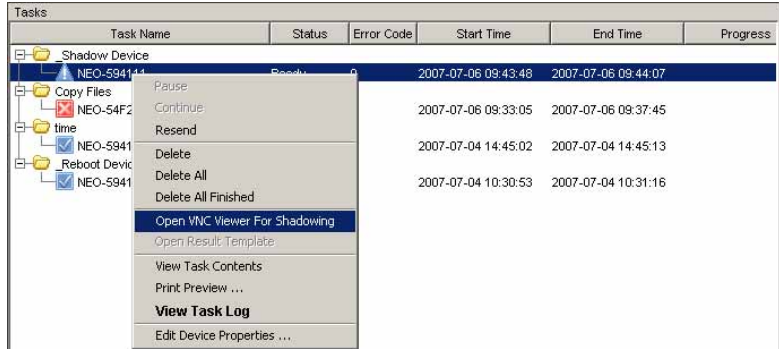 Tasks
Task Name Status Error Code Start Time End Time Progress
_Shadow Device
NEO-594141 Ready 0 2007-07-06 09:43:48 2007-07-06 09:44:07
Copy Files
NEO-54F2 2007-07-06 09:33:05 2007-07-06 09:37:45
time
NEO-5941 2007-07-04 14:45:02 2007-07-04 14:45:13
_Reboot Devic
NEO-5941 2007-07-04 10:30:53 2007-07-04 10:31:16
Pause
Continue
Resend
Delete
Delete All
Delete All Finished
Open VNC Viewer For Shadowing
Open Result Template
View Task Contents
Print Preview ...
View Task Log
Edit Device Properties ...